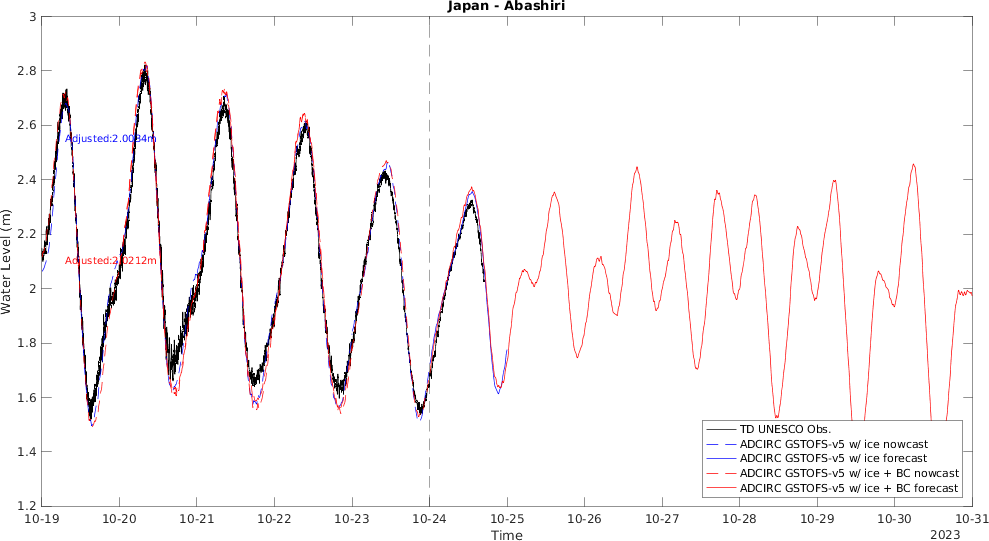 Japan - Abashiri
3
2.8
2.6
2.4
2.2
2
1.8
1.6
1.4
1.2
Water Level (m)
Adjusted:2.0034m
Adjusted:2.0212m
TD UNESCO Obs.
ADCIRC GSTOFS-v5 w/ ice nowcast
ADCIRC GSTOFS-v5 w/ ice forecast
ADCIRC GSTOFS-v5 w/ ice + BC nowcast
ADCIRC GSTOFS-v5 w/ ice + BC forecast
10-19 10-20 10-21 10-22 10-23 10-24 10-25 10-26 10-27 10-28 10-29 10-30 10-31
Time
2023